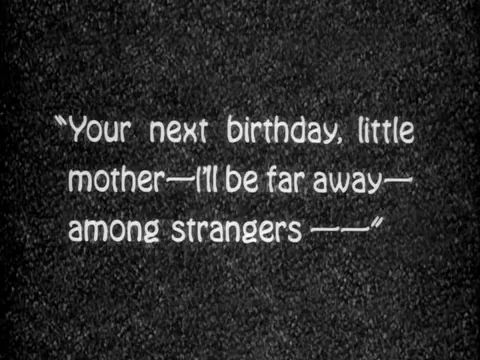 “Your next birthday, little
mother—I'll be far away—
among strangers ——”